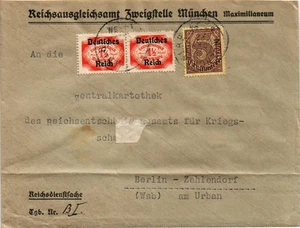 Reichsausgleichsamt Zweigstelle München Maximilianeum
An die
Deutsches Reich
Deutsches Reich
Zentralkartothek
des reichsentschädigungsamts für Kriegs-
schä
Berlin - Zehlendorf
(Wsb) am Urban
Reichsdienstsache
Tgb. Nr. B I